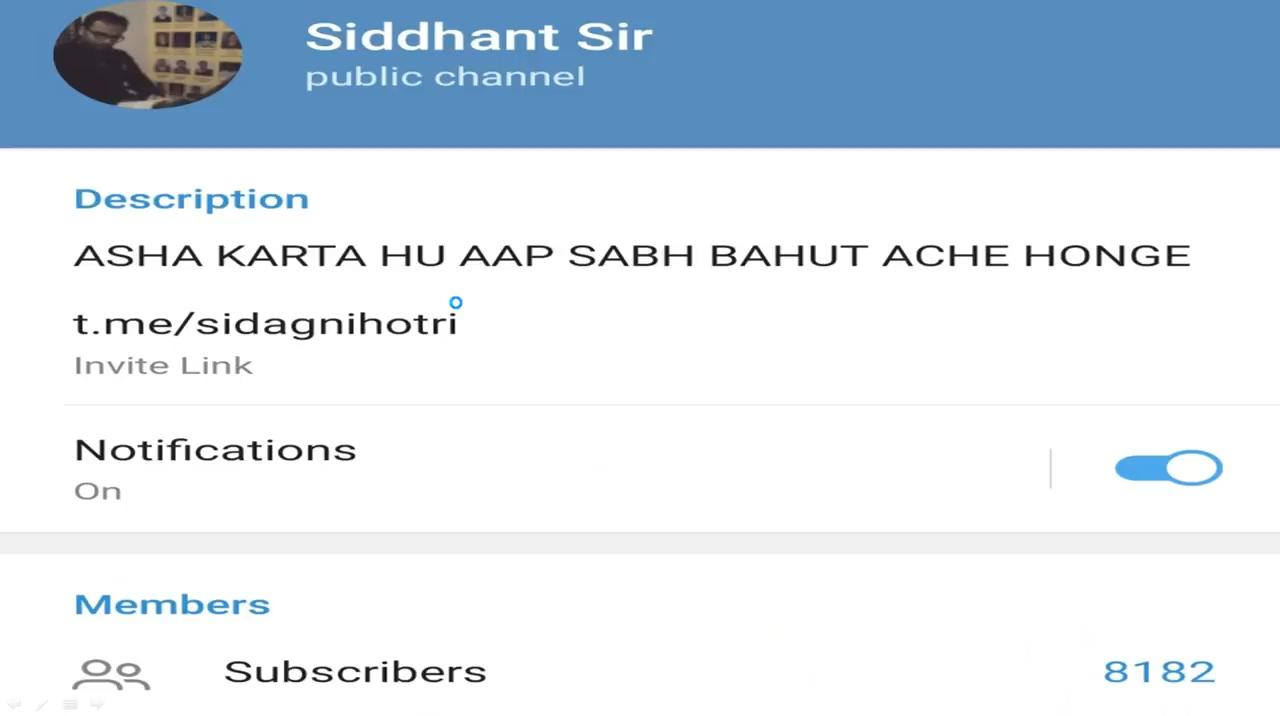 Siddhant Sir
public channel
Description
ASHA KARTA HU AAP SABH BAHUT ACHE HONGE
t.me/sidagnihotri
Invite Link
Notifications
On
Members
Subscribers 8182